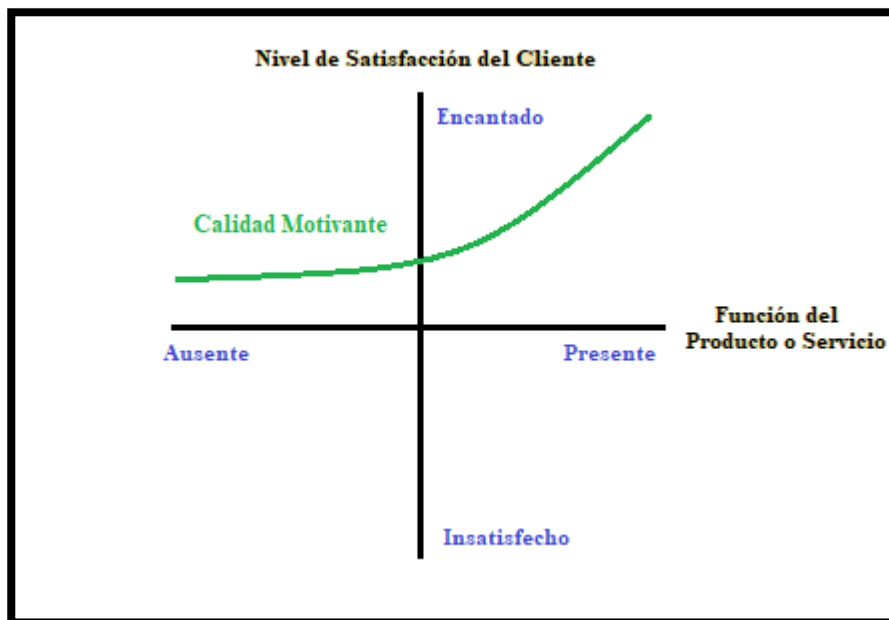 Nivel de Satisfacción del Cliente
Encantado
Calidad Motivante
Función del
Producto o Servicio
Ausente
Presente
Insatisfecho